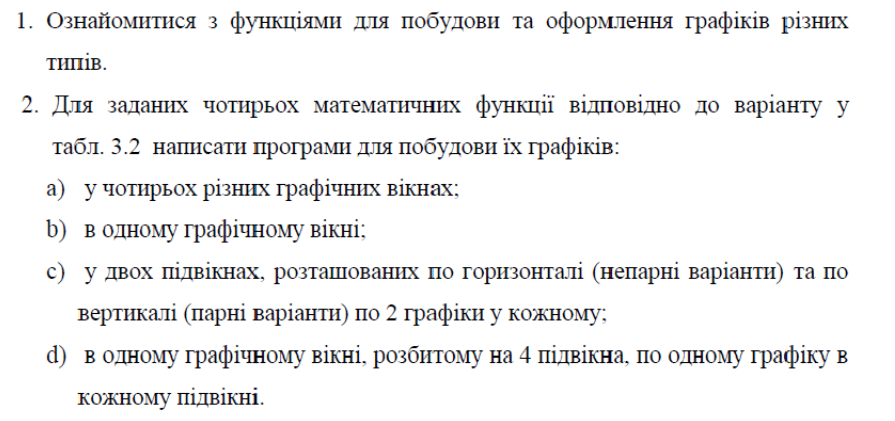 1. Ознайомитися з функціями для побудови та оформлення графіків різних
типів.
2. Для заданих чотирьох математичних функції відповідно до варіанту у
табл. 3.2 написати програми для побудови їх графіків:
a) у чотирьох різних графічних вікнах;
b) в одному графічному вікні;
c) у двох підвікнах, розташованих по горизонталі (непарні варіанти) та по
вертикалі (парні варіанти) по 2 графіки у кожному;
d) в одному графічному вікні, розбитому на 4 підвікна, по одному графіку в
кожному підвікні.